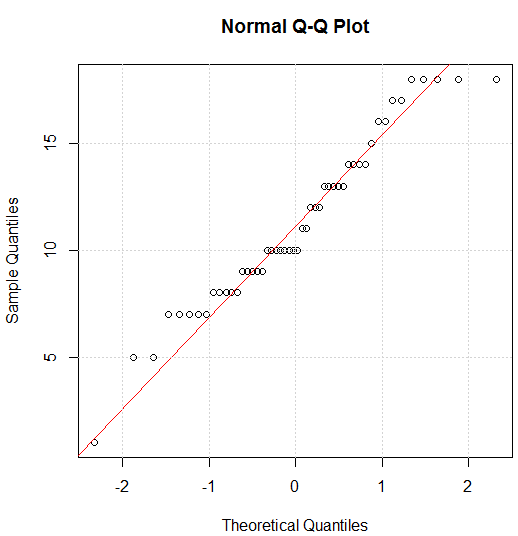 Normal Q-Q Plot
Sample Quantiles
15
10
5
-2 -1 0 1 2
Theoretical Quantiles